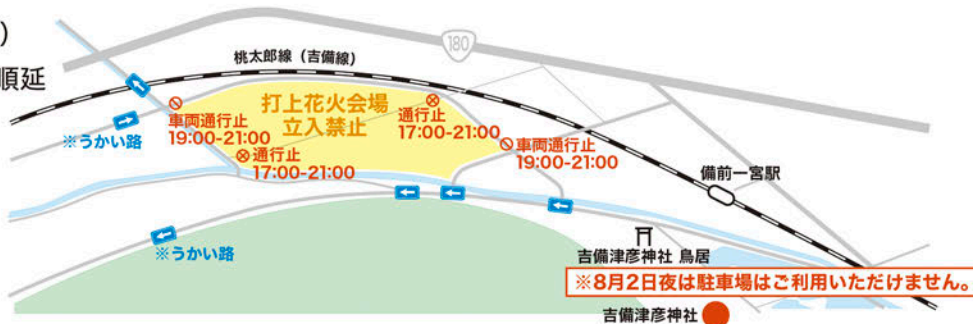 )
順延
180
桃太郎線（吉備線）
打上花火会場
立入禁止
通行止
17:00-21:00
車両通行止
19:00-21:00
※うかい路
通行止
17:00-21:00
車両通行止
19:00-21:00
備前一宮駅
※うかい路
吉備津彦神社 鳥居
※8月2日夜は駐車場はご利用いただけません。
吉備津彦神社